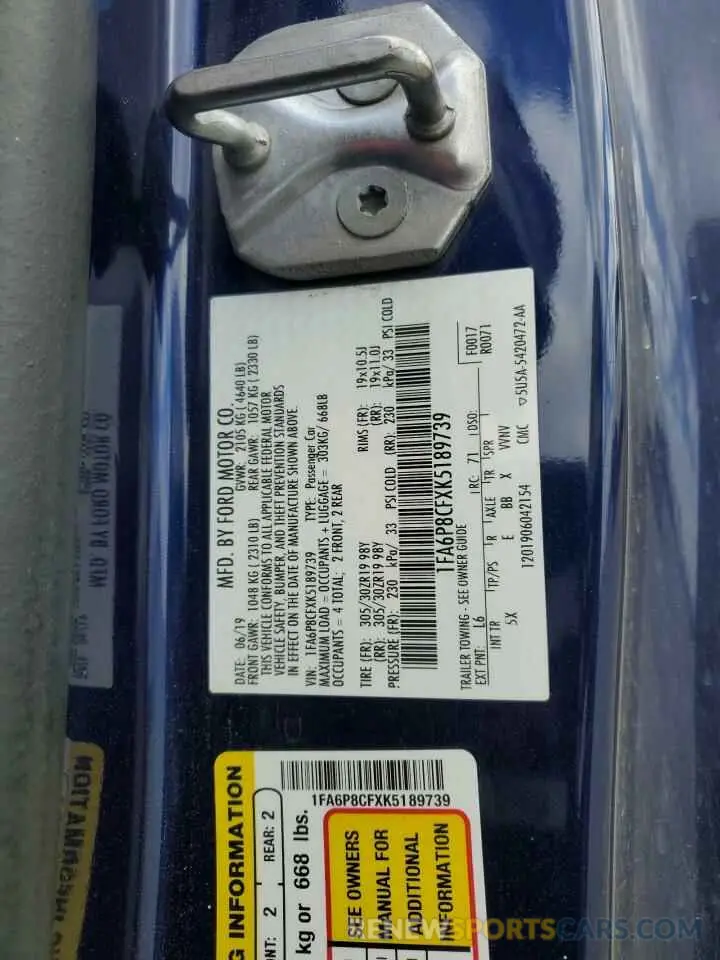 MFD. BY FORD MOTOR CO.
DATE: 06/19 GVWR: 2105 KG ( 4640 LB)
FRONT GAWR: 1048 KG ( 2310 LB) REAR GAWR: 1057 KG ( 2330 LB)
THIS VEHICLE CONFORMS TO ALL APPLICABLE FEDERAL MOTOR
VEHICLE SAFETY, BUMPER, AND THEFT PREVENTION STANDARDS
IN EFFECT ON THE DATE OF MANUFACTURE SHOWN ABOVE.
VIN: 1FA6P8CFXK5189739 TYPE: Passenger Car
MAXIMUM LOAD = OCCUPANTS + LUGGAGE = 303KG/ 668LB
OCCUPANTS = 4 TOTAL; 2 FRONT, 2 REAR
TIRE (FR): 305/30ZR19 98Y RIMS (FR): 19x10.5J
(RR): 305/30ZR19 98Y (RR): 19x11.0J
PRESSURE (FR): 230 kPa/ 33 PSI COLD (RR) 230 kPa/ 33 PSI COLD
1FA6P8CFXK5189739
TRAILER TOWING - SEE OWNER GUIDE
F0017
R0071
EXT PNT: L6 RC: 71 DSO:
INT TR TP/PS R AXLE TR SPR
5X E BB X VVNV
1201906042154 CMC ▽5U5A-5420472-AA
G INFORMATION
NT: 2 REAR: 2
kg or 668 lbs.
1FA6P8CFXK5189739
SEE OWNERS
MANUAL FOR
ADDITIONAL
INFORMATION
RENEWSPORTSCARS.COM